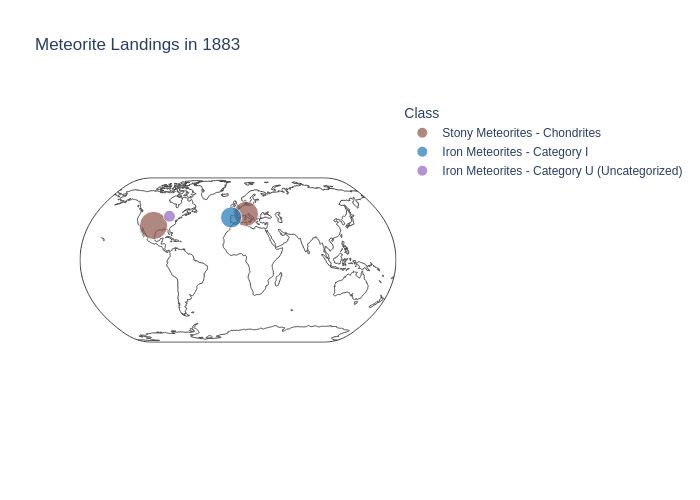 Meteorite Landings in 1883
Class
Stony Meteorites - Chondrites
Iron Meteorites - Category I
Iron Meteorites - Category U (Uncategorized)